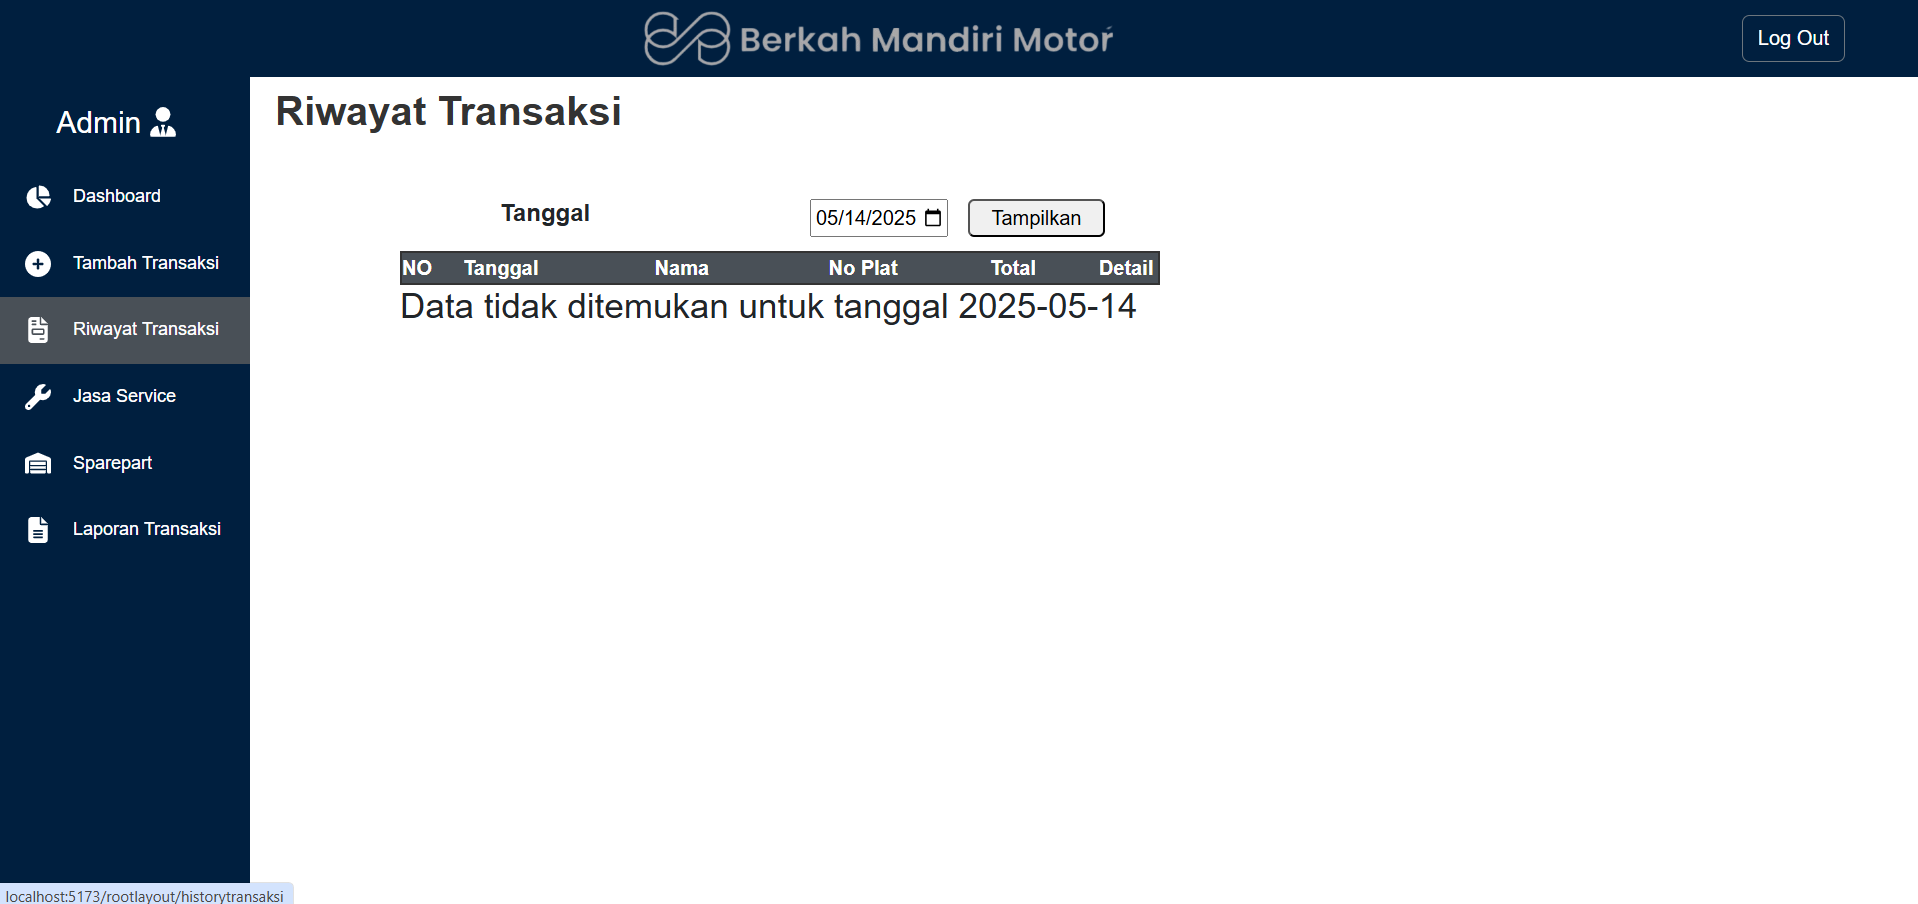 Berkah Mandiri Motor
Log Out
Admin
Dashboard
Tambah Transaksi
Riwayat Transaksi
Jasa Service
Sparepart
Laporan Transaksi
Riwayat Transaksi
Tanggal 05/14/2025 Tampilkan
NO Tanggal Nama No Plat Total Detail
Data tidak ditemukan untuk tanggal 2025-05-14
localhost:5173/rootlayout/historytransaksi